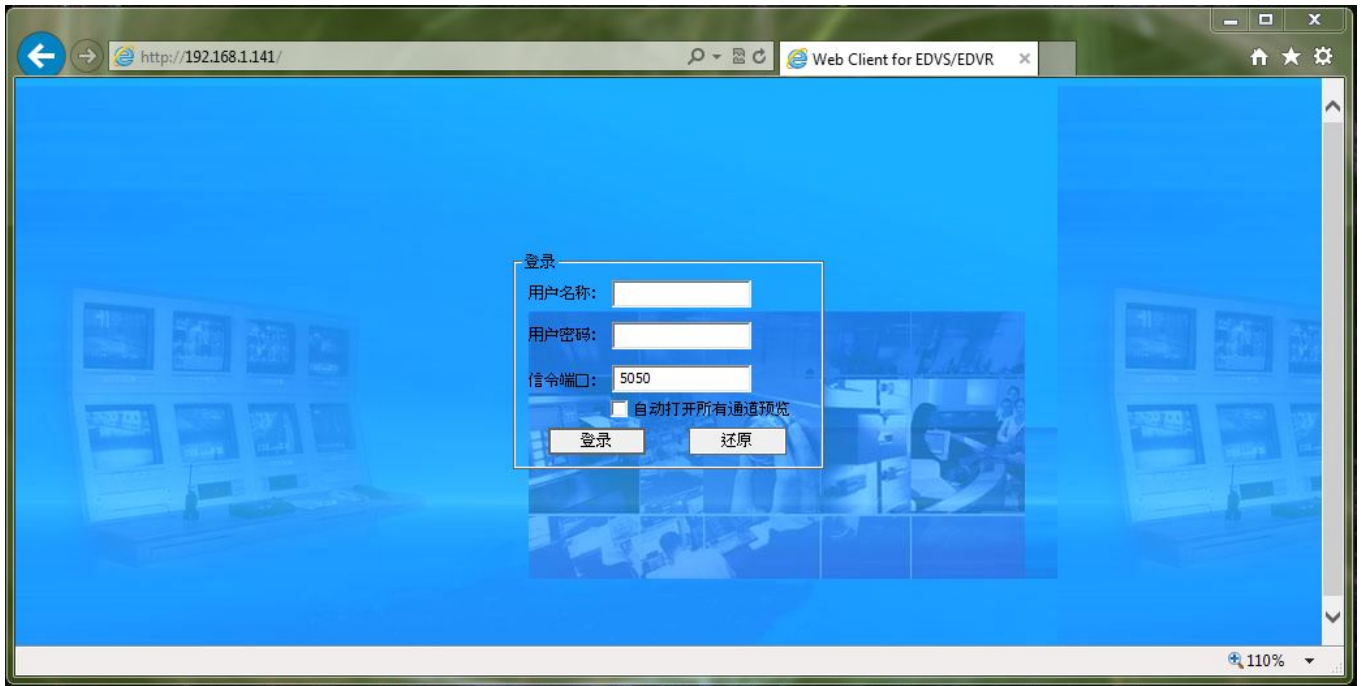 http://192.168.1.141/
Web Client for EDVS/EDVR
登录
用户名称：
用户密码：
信令端口： 5050
自动打开所有通道预览
登录 还原
110%